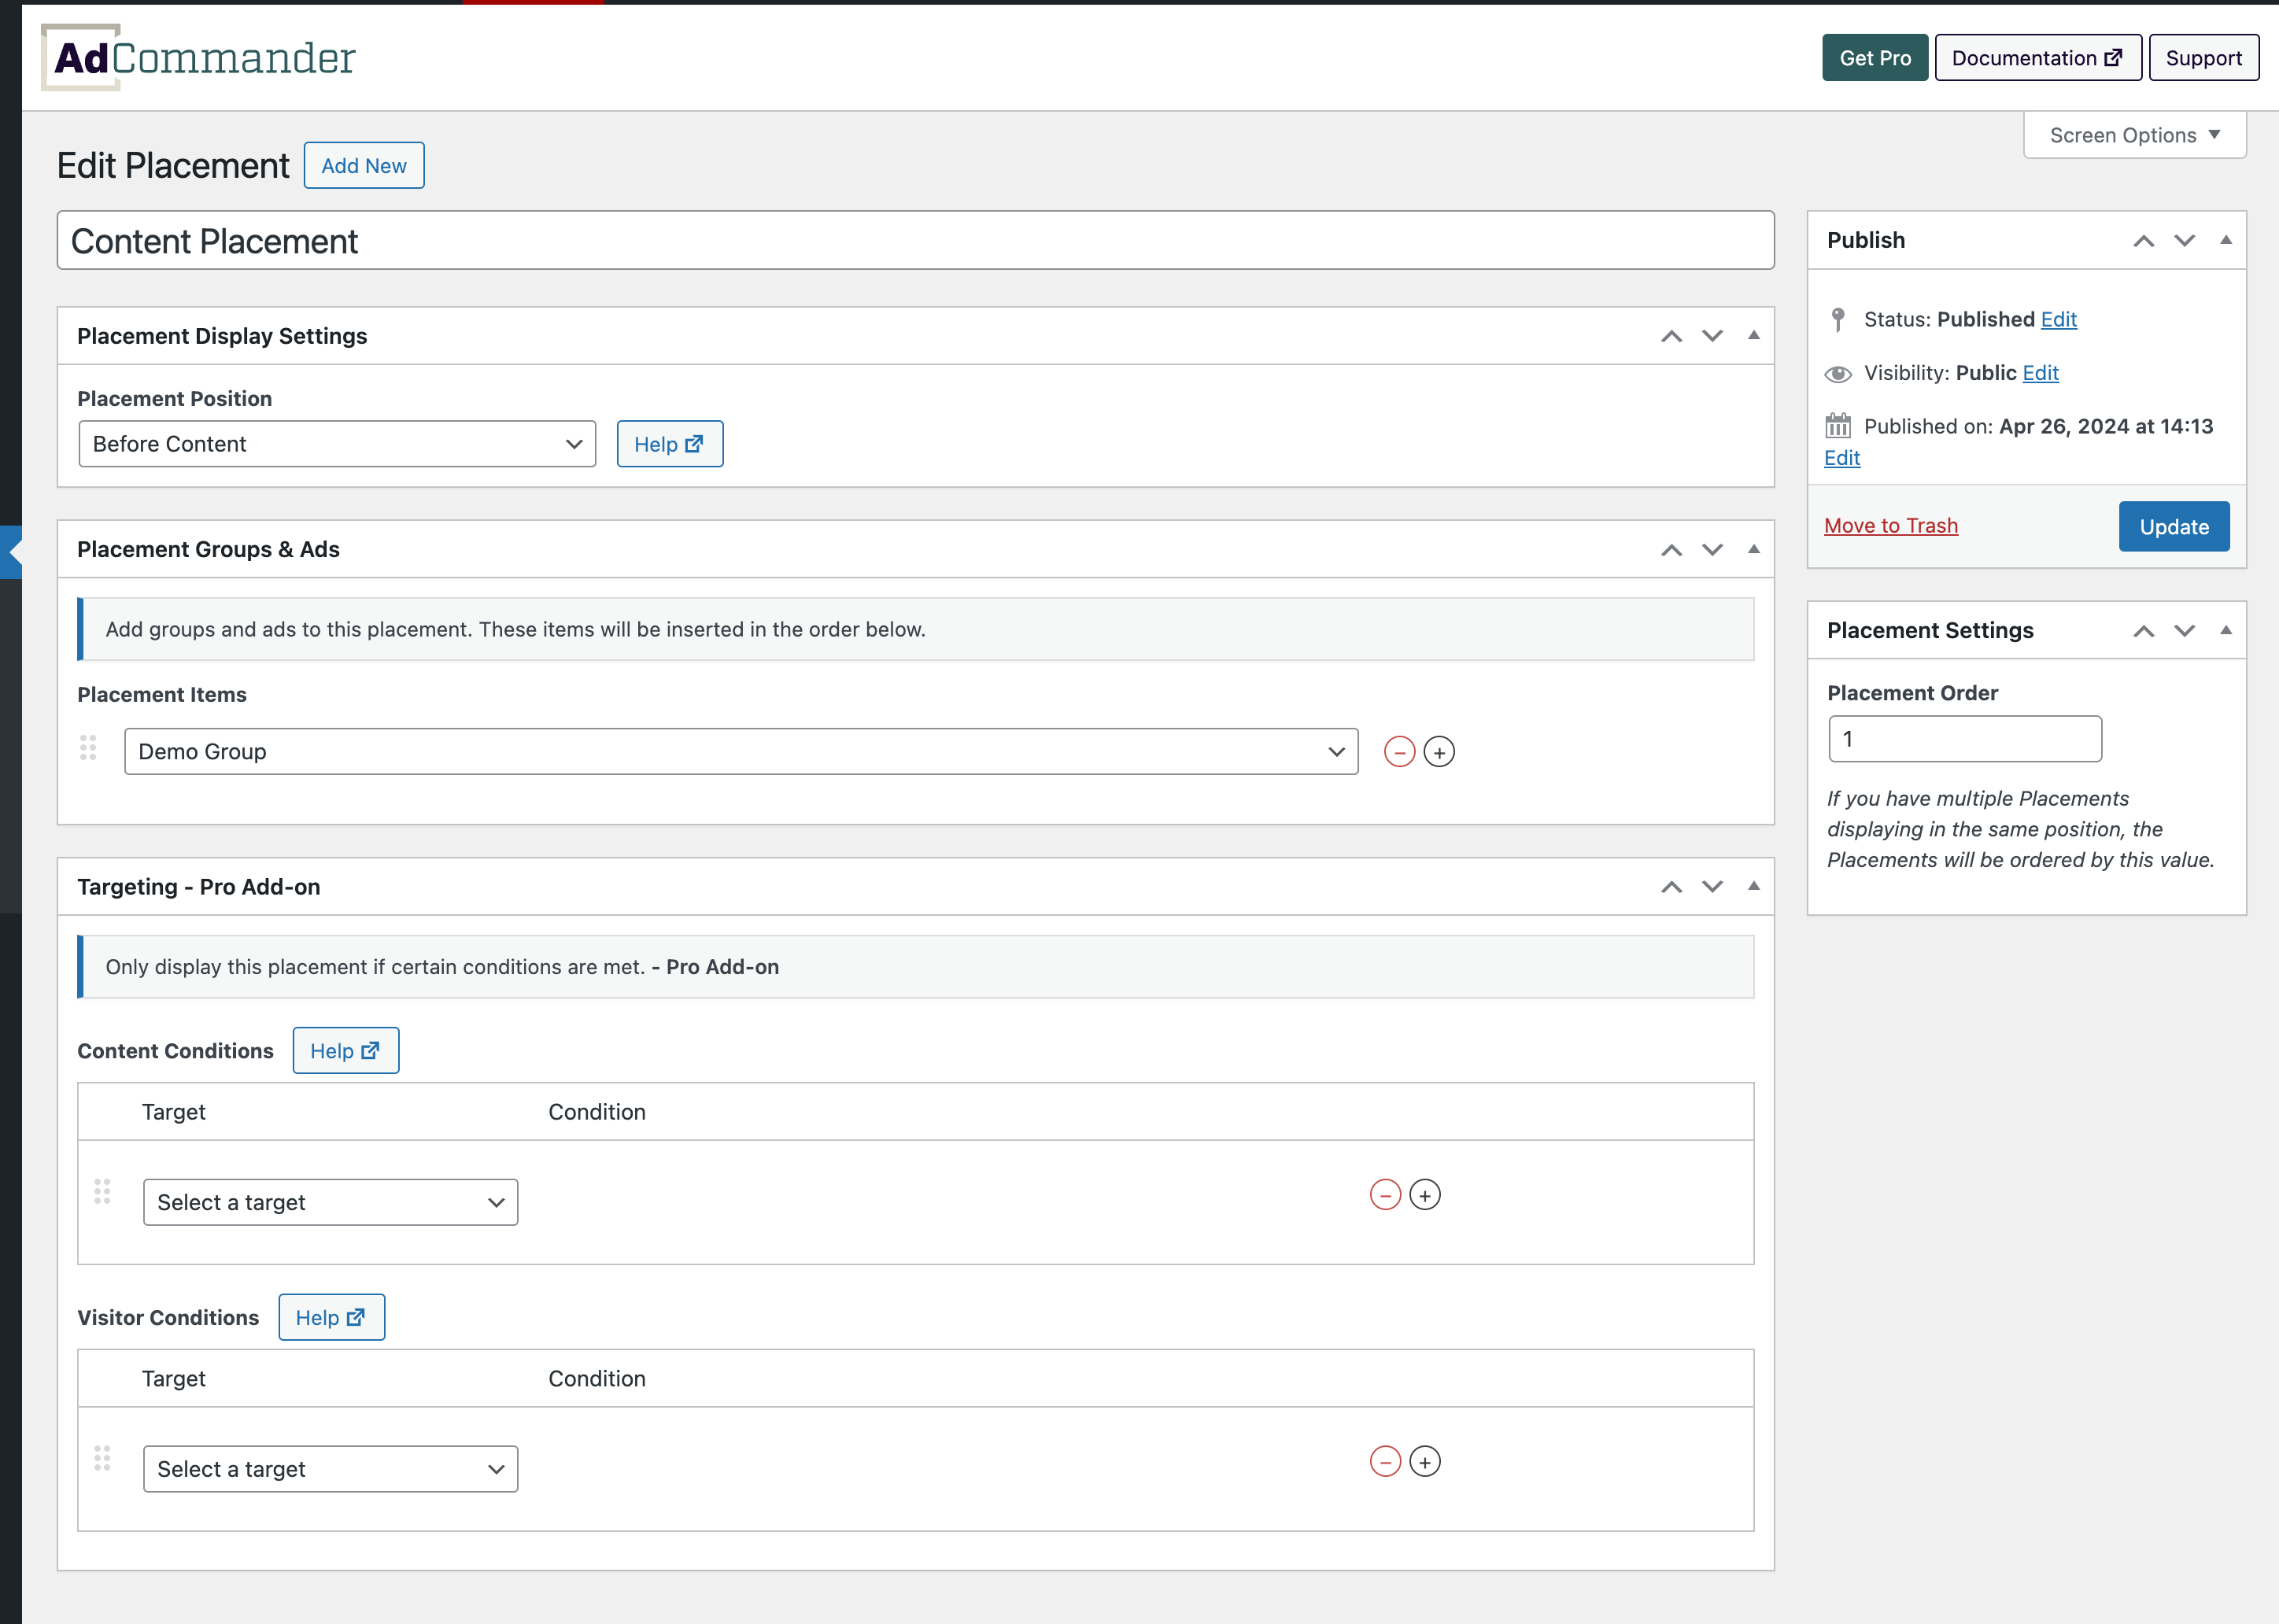 AdCommander
Get Pro
Documentation
Support
Screen Options
Edit Placement
Add New
Content Placement
Placement Display Settings
Placement Position
Before Content
Help
Placement Groups & Ads
Add groups and ads to this placement. These items will be inserted in the order below.
Placement Items
Demo Group
Targeting - Pro Add-on
Only display this placement if certain conditions are met. - Pro Add-on
Content Conditions
Help
Target
Condition
Select a target
Visitor Conditions
Help
Target
Condition
Select a target
Publish
Status: Published Edit
Visibility: Public Edit
Published on: Apr 26, 2024 at 14:13
Edit
Move to Trash
Update
Placement Settings
Placement Order
1
If you have multiple Placements
displaying in the same position, the
Placements will be ordered by this value.